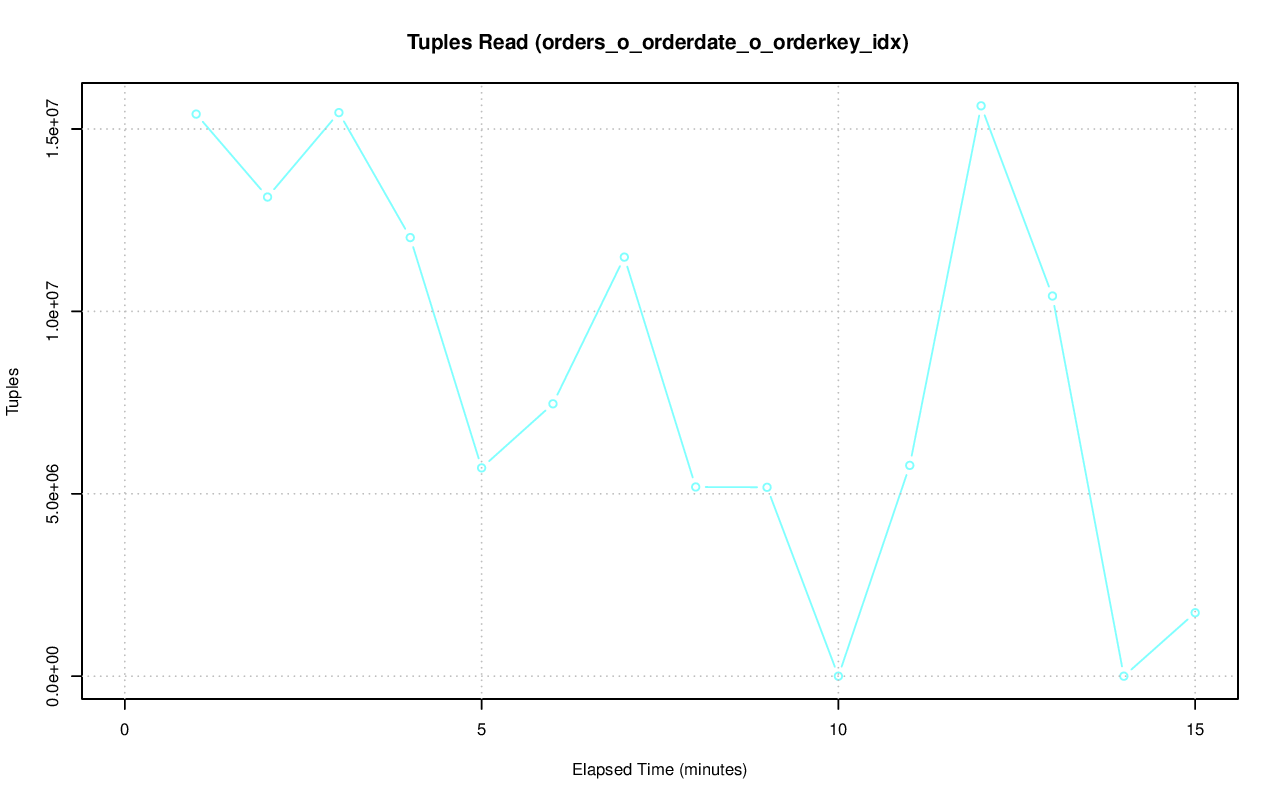 Tuples Read (orders_o_orderdate_o_orderkey_idx)
1.5e+07
1.0e+07
5.0e+06
0.0e+00
Tuples
0
5
10
15
Elapsed Time (minutes)